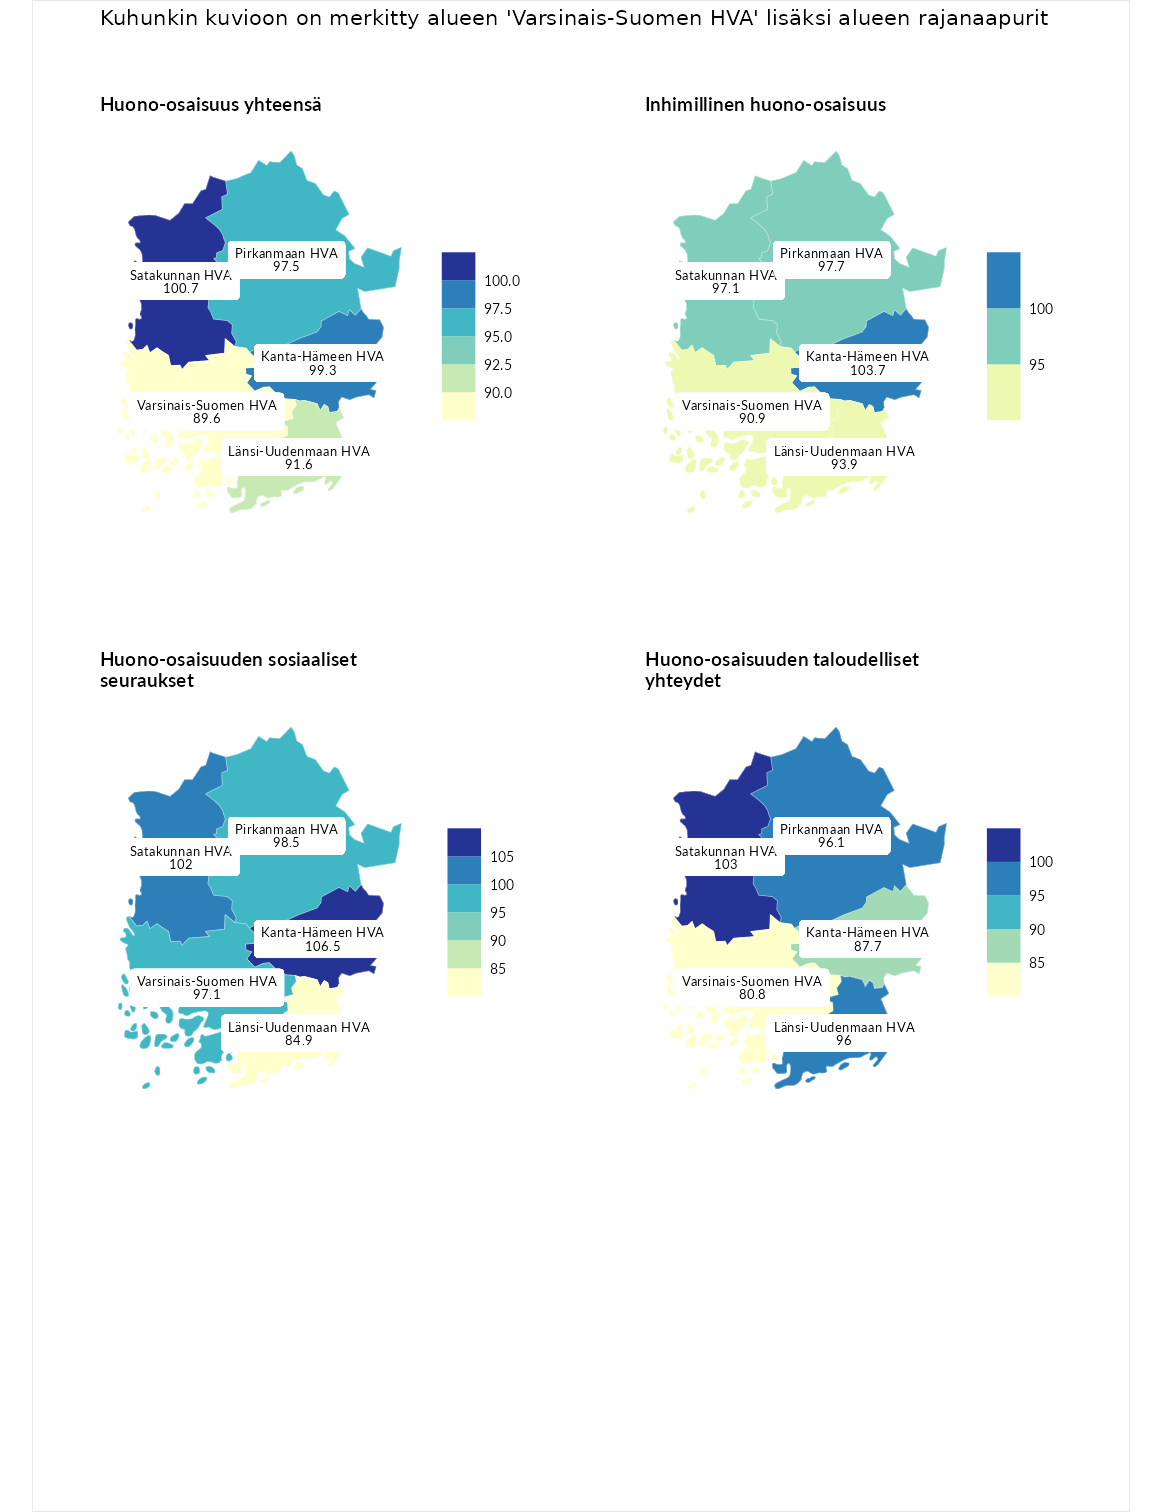 Kuhunkin kuvioon on merkitty alueen 'Varsinais-Suomen HVA' lisäksi alueen rajanaapurit
Huono-osaisuus yhteensä
Pirkanmaan HVA
97.5
Satakunnan HVA
100.7
Kanta-Hämeen HVA
99.3
Varsinais-Suomen HVA
89.6
Länsi-Uudenmaan HVA
91.6
100.0
97.5
95.0
92.5
90.0
Inhimillinen huono-osaisuus
Pirkanmaan HVA
97.7
Satakunnan HVA
97.1
Kanta-Hämeen HVA
103.7
Varsinais-Suomen HVA
90.9
Länsi-Uudenmaan HVA
93.9
100
95
Huono-osaisuuden sosiaaliset
seuraukset
Pirkanmaan HVA
98.5
Satakunnan HVA
102
Kanta-Hämeen HVA
106.5
Varsinais-Suomen HVA
97.1
Länsi-Uudenmaan HVA
84.9
105
100
95
90
85
Huono-osaisuuden taloudelliset
yhteydet
Pirkanmaan HVA
96.1
Satakunnan HVA
103
Kanta-Hämeen HVA
87.7
Varsinais-Suomen HVA
80.8
Länsi-Uudenmaan HVA
96
100
95
90
85